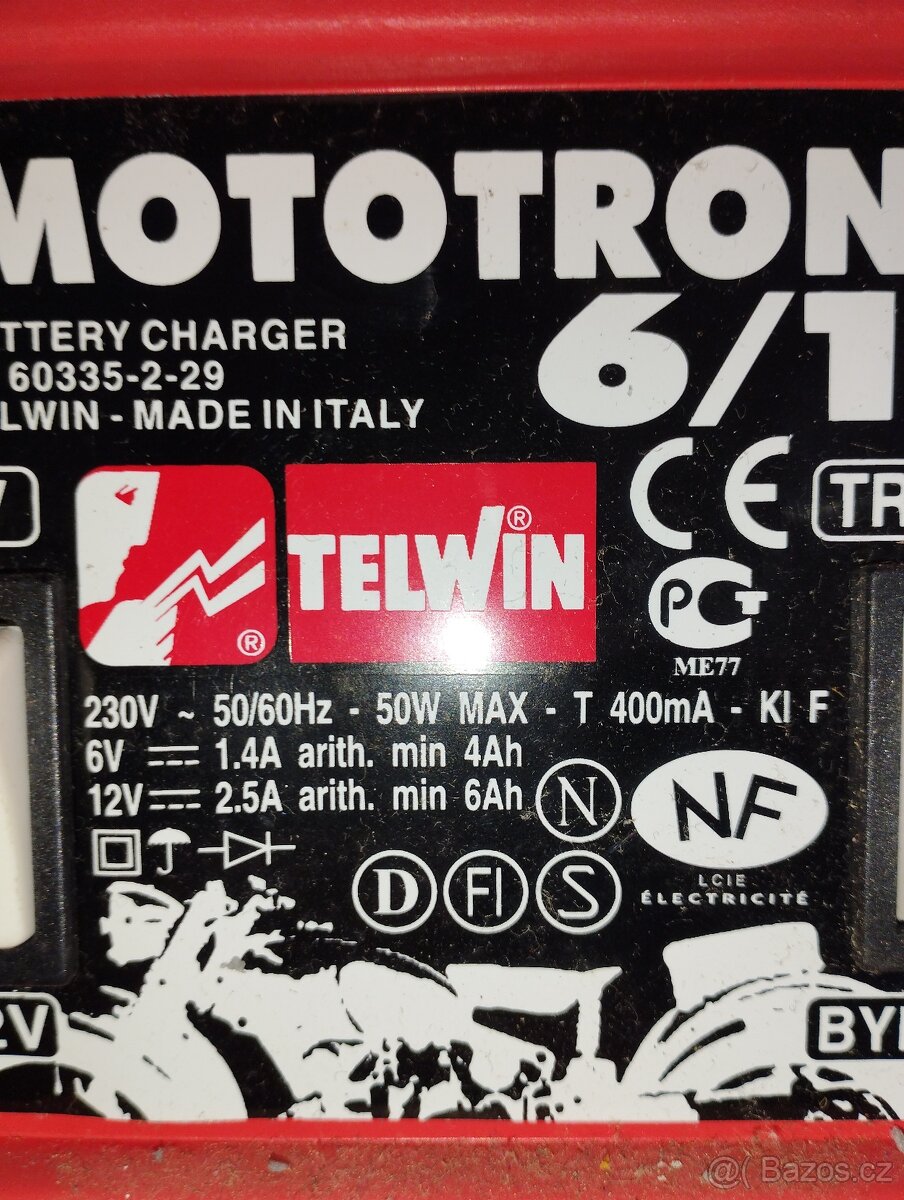 MOTOTRON
6/1
TTERY CHARGER
60335-2-29
LWIN - MADE IN ITALY
TR
®
TELWIN®
CE
PCT
ME77
230V ~ 50/60Hz - 50W MAX - T 400mA - KI F
6V 1.4A arith. min 4Ah
12V 2.5A arith. min 6Ah
N
NF
D FI S
LCIE
ÉLECTRICITÉ
2V
BY
@( Bazos.cz